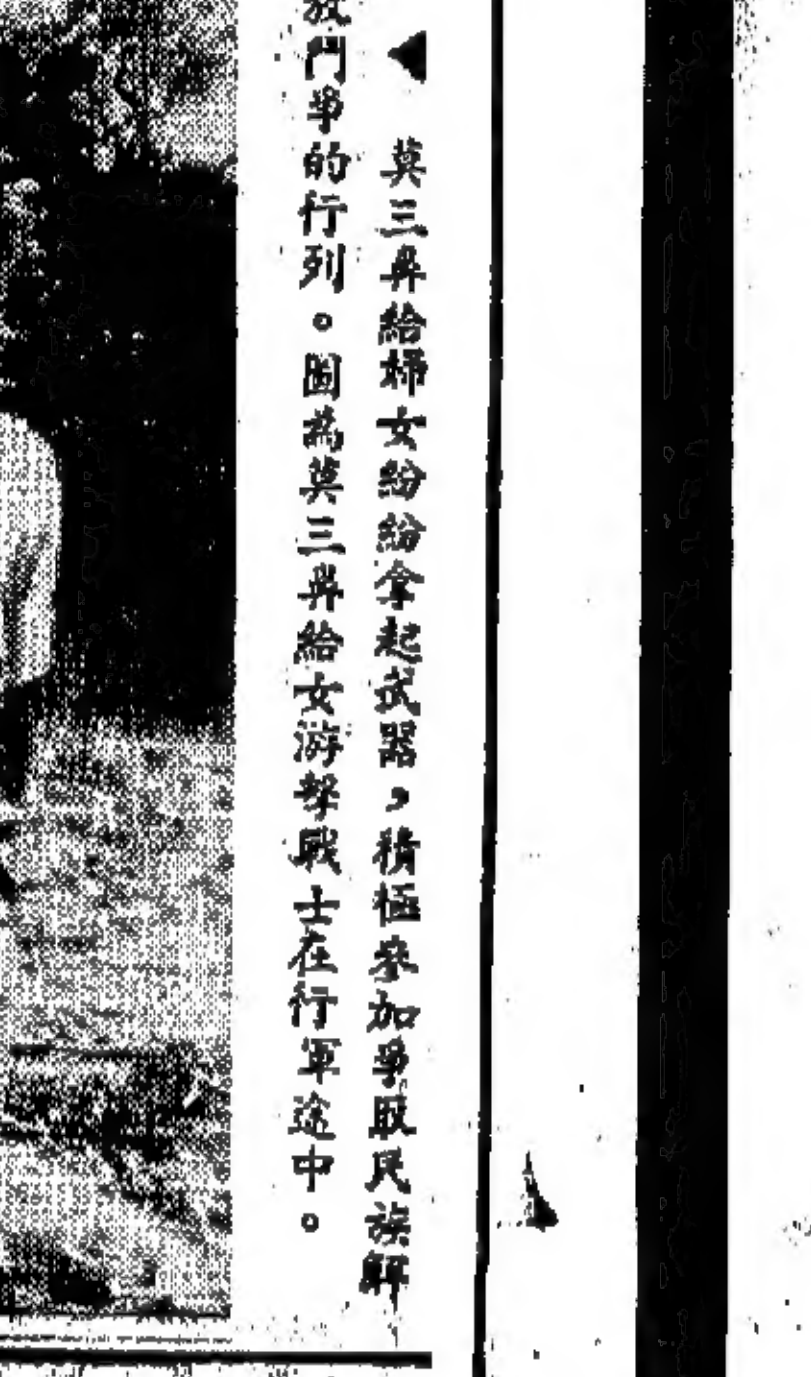 ◀ 莫三鼻給婦女紛紛拿起武器，積極參加爭取民族解
放鬥爭的行列。圖為莫三鼻給女游擊戰士在行軍途中。